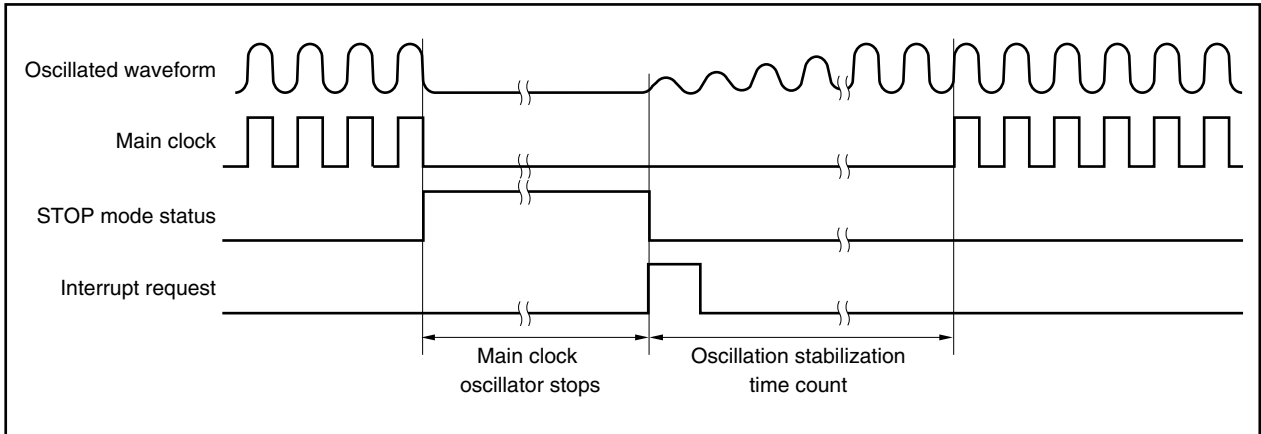 Oscillated waveform
Main clock
STOP mode status
Interrupt request
Main clock
oscillator stops
Oscillation stabilization
time count